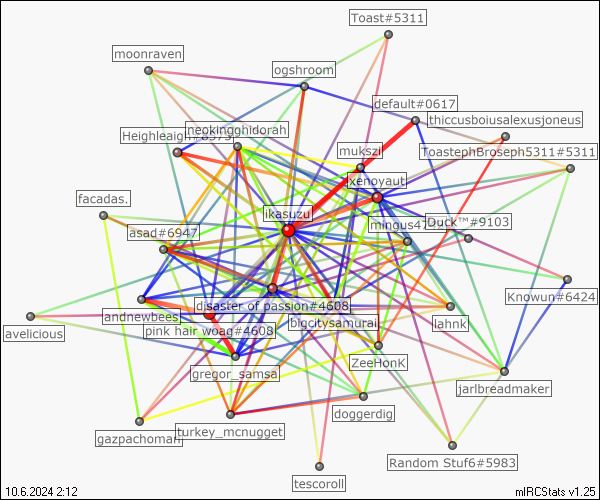 Toast#5311
moonraven
ogshroom
default#0617
thiccusboiusalexusjoneus
neokingghidorah
mukszi
ToastephBroseph5311#5311
xenoyaut
facadas.
ikasuzu
Duck™#9103
asad#6947
Knowun#6424
disaster of passion#4608
andnewbees
lahnk
bigcitysamurai
avelicious
pink hair woag#4608
ZeeHonK
gregor_samsa
jarlbreadmaker
doggerdig
gazpachoman
turkey_mcnugget
Random Stuf6#5983
tescoroll
10.6.2024 2:12
mIRCStats v1.25